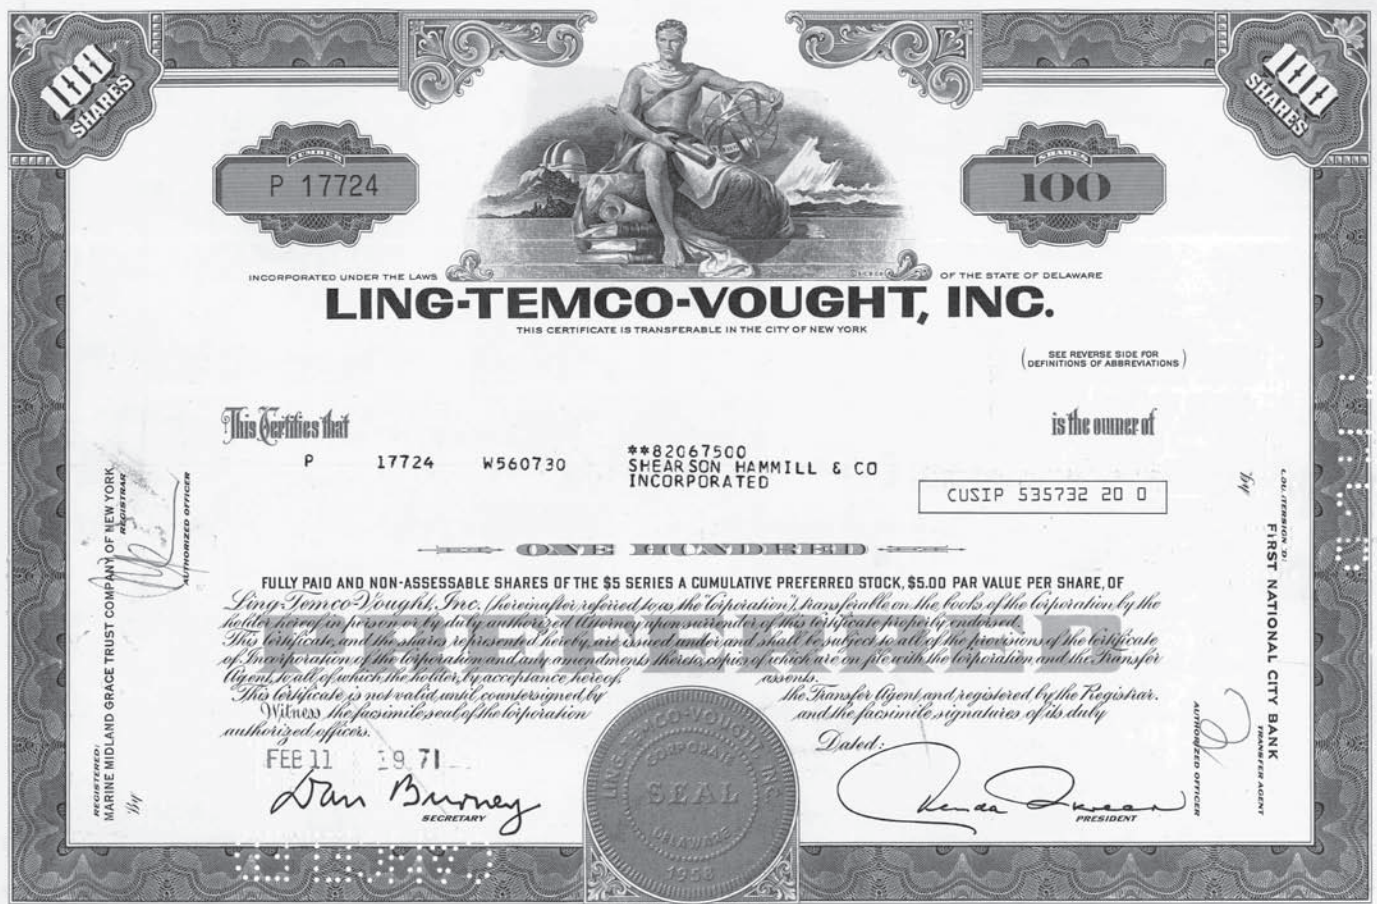 100
SHARES
100
SHARES
NUMBER
P 17724
SHARES
100
INCORPORATED UNDER THE LAWS
OF THE STATE OF DELAWARE
LING-TEMCO-VOUGHT, INC.
THIS CERTIFICATE IS TRANSFERABLE IN THE CITY OF NEW YORK
(SEE REVERSE SIDE FOR
DEFINITIONS OF ABBREVIATIONS)
This Certifies that
is the owner of
P 17724 W560730
**82067500
SHEARSON HAMMILL & CO
INCORPORATED
CUSIP 535732 20 0
ONE HUNDRED
FULLY PAID AND NON-ASSESSABLE SHARES OF THE $5 SERIES A CUMULATIVE PREFERRED STOCK, $5.00 PAR VALUE PER SHARE, OF
Ling-Temco-Vought, Inc. (hereinafter referred to as the "Corporation"), transferable on the books of the Corporation by the
holder hereof in person or by duly authorized Attorney upon surrender of this certificate properly endorsed.
This Certificate, and the shares represented hereby, are issued under and shall be subject to all of the provisions of the Certificate
of Incorporation of the Corporation and any amendments thereto, copies of which are on file with the Corporation and the Transfer
Agent, to all of which the holder, by acceptance hereof, assents.
This Certificate is not valid until countersigned by the Transfer Agent and registered by the Registrar.
Witness the facsimile seal of the Corporation and the facsimile signatures of its duly
authorized officers.
PREFERRED
Dated:
FEB 11 1971
Dan Burney
SECRETARY
PRESIDENT
LING-TEMCO-VOUGHT INC
CORPORATE
SEAL
DELAWARE
1958
REGISTERED:
MARINE MIDLAND GRACE TRUST COMPANY OF NEW YORK
REGISTRAR
By
AUTHORIZED OFFICER
FIRST NATIONAL CITY BANK
TRANSFER AGENT
By
AUTHORIZED OFFICER